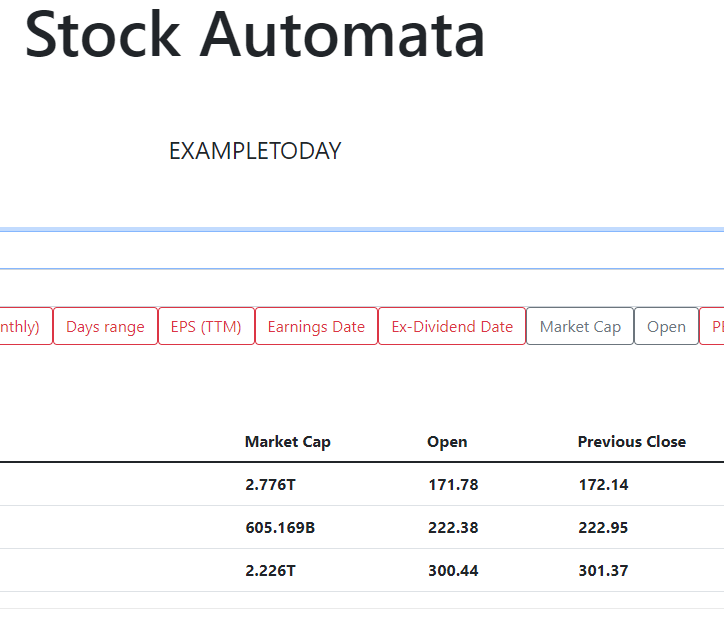 Stock Automata
EXAMPLETODAY
nthly) Days range EPS (TTM) Earnings Date Ex-Dividend Date Market Cap Open
Market Cap Open Previous Close
2.776T 171.78 172.14
605.169B 222.38 222.95
2.226T 300.44 301.37